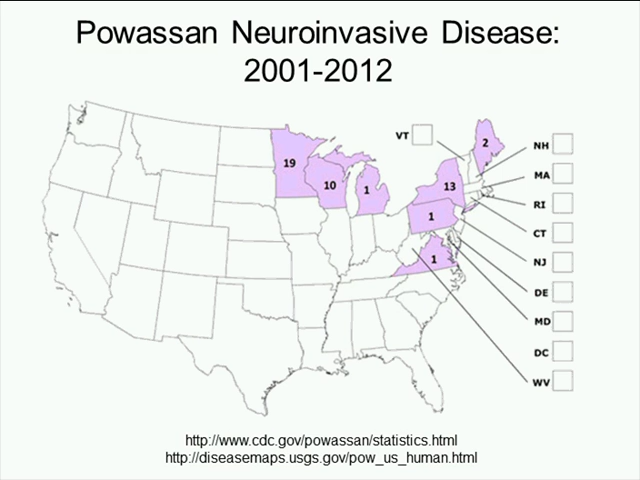 Powassan Neuroinvasive Disease:
2001-2012
VT
2
NH
19
MA
10
1
13
RI
1
CT
1
NJ
DE
MD
DC
WV
http://www.cdc.gov/powassan/statistics.html
http://diseasemaps.usgs.gov/pow_us_human.html